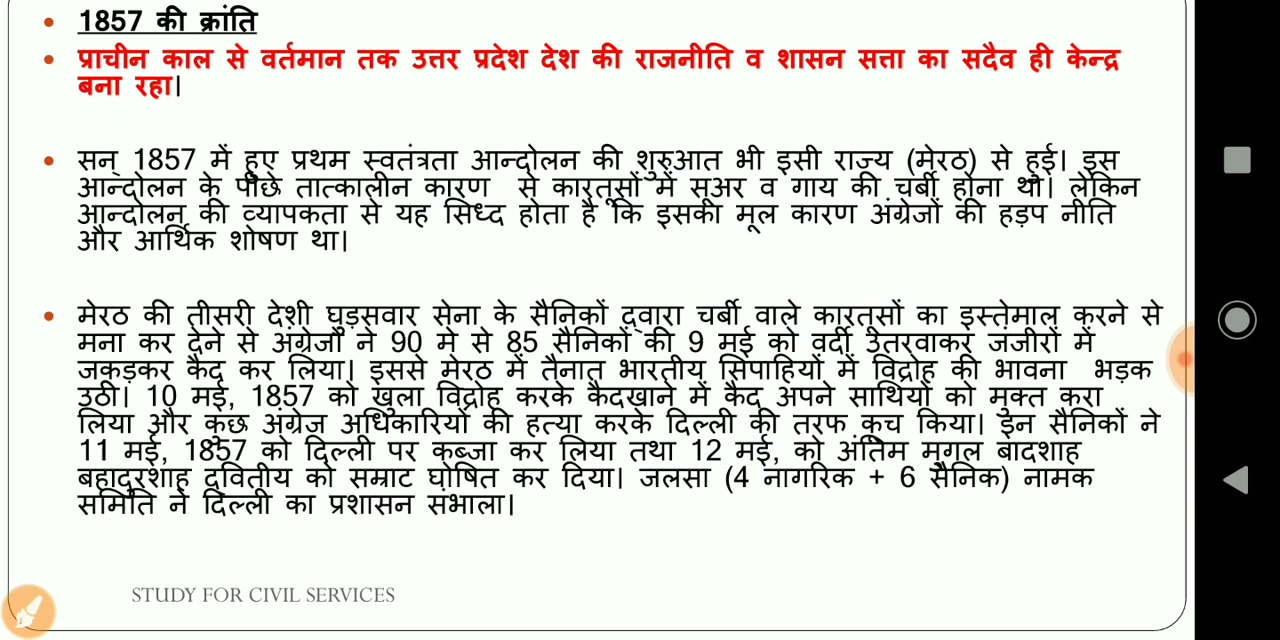 1857 की क्रांति
प्राचीन काल से वर्तमान तक उत्तर प्रदेश देश की राजनीति व शासन सत्ता का सदैव ही केन्द्र
बना रहा|
सन् 1857 में हुए प्रथम स्वतंत्रता आन्दोलन की शुरुआत भी इसी राज्य (मेरठ) से हुई। इस
आन्दोलन के पीछे तात्कालीन कारण से कारतूसों में सूअर व गाय की चर्बी होना था। लेकिन
आन्दोलन की व्यापकता से यह सिध्द होता है कि इसका मूल कारण अंग्रेजों की हड़प नीति
और आर्थिक शोषण था।
मेरठ की तीसरी देशी घुड़सवार सेना के सैनिकों द्वारा चर्बी वाले कारतूसों का इस्तेमाल करने से
मना कर देने से अंग्रेजों ने 90 मे से 85 सैनिकों की 9 मई को वर्दी उतरवाकर जंजीरों में
जकड़कर कैद कर लिया। इससे मेरठ में तैनात भारतीय सिपाहियों में विद्रोह की भावना भड़क
उठी। 10 मई, 1857 को खुला विद्रोह करके कैदखाने में कैद अपने साथियों को मुक्त करा
लिया और कुछ अंग्रेज अधिकारियों की हत्या करके दिल्ली की तरफ कूच किया। इन सैनिकों ने
11 मई, 1857 को दिल्ली पर कब्जा कर लिया तथा 12 मई, को अंतिम मुगल बादशाह
बहादुरशाह द्वितीय को सम्राट घोषित कर दिया। जलसा (4 नागरिक + 6 सैनिक) नामक
समिति ने दिल्ली का प्रशासन संभाला।
STUDY FOR CIVIL SERVICES